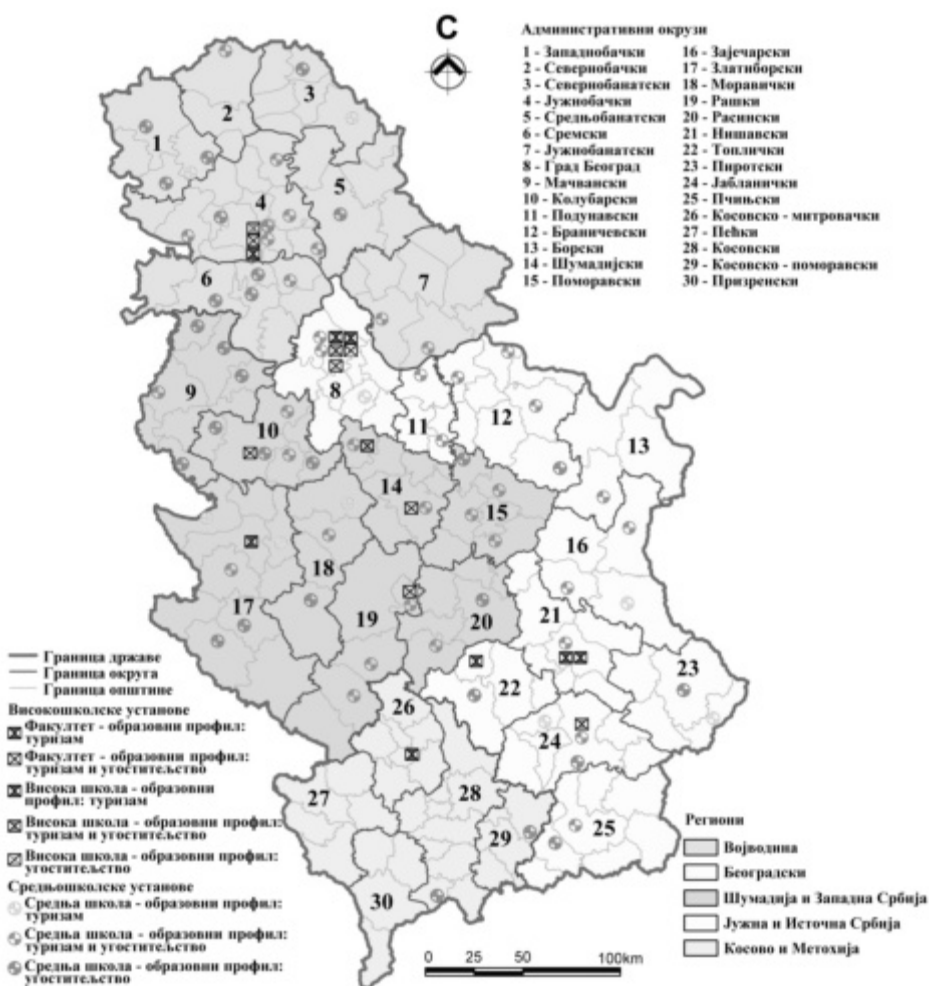 С
Административни окрузи
1 - Западнобачки
2 - Севернобачки
3 - Севернобанатски
4 - Јужнобачки
5 - Средњобанатски
6 - Сремски
7 - Јужнобанатски
8 - Град Београд
9 - Мачвански
10 - Колубарски
11 - Подунавски
12 - Браничевски
13 - Борски
14 - Шумадијски
15 - Поморавски
16 - Зајечарски
17 - Златиборски
18 - Моравички
19 - Рашки
20 - Расински
21 - Нишавски
22 - Топлички
23 - Пиротски
24 - Јабланички
25 - Пчињски
26 - Косовско - митровачки
27 - Пећки
28 - Косовски
29 - Косовско - поморавски
30 - Призренски
1
2
3
4
5
6
7
8
9
10
11
12
13
14
15
16
17
18
19
20
21
22
23
24
25
26
27
28
29
30
Граница државе
Граница округа
Граница општине
Високошколске установе
Факултет - образовни профил:
туризам
Факултет - образовни профил:
туризам и угоститељство
Висока школа - образовни
профил: туризам
Висока школа - образовни профил:
туризам и угоститељство
Висока школа - образовни профил:
угоститељство
Средњошколске установе
Средња школа - образовни профил:
туризам
Средња школа - образовни профил:
туризам и угоститељство
Средња школа - образовни профил:
угоститељство
Региони
Војводина
Београдски
Шумадија и Западна Србија
Јужна и Источна Србија
Косово и Метохија
0 25 50 100km